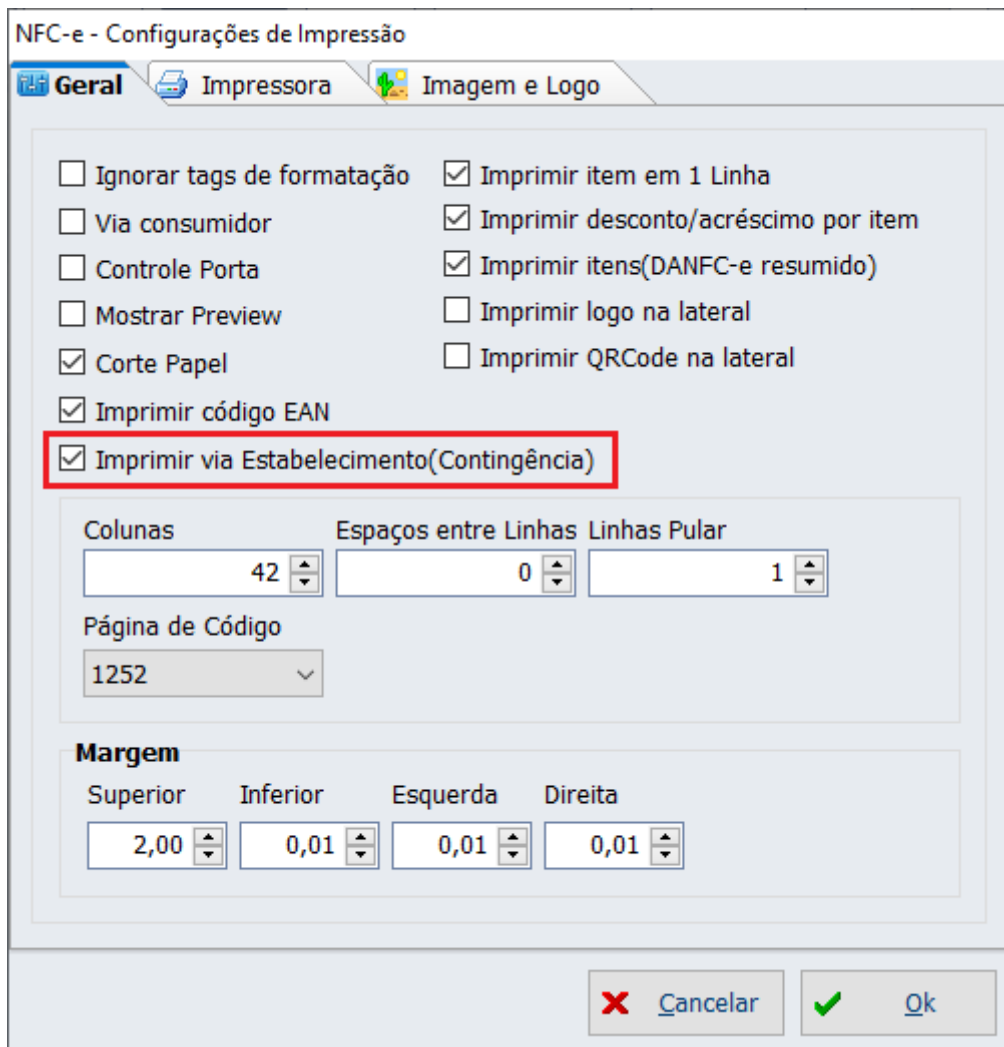 NFC-e - Configurações de Impressão
Geral Impressora Imagem e Logo
Ignorar tags de formatação
Via consumidor
Controle Porta
Mostrar Preview
Corte Papel
Imprimir código EAN
Imprimir via Estabelecimento(Contingência)
Imprimir item em 1 Linha
Imprimir desconto/acréscimo por item
Imprimir itens(DANFC-e resumido)
Imprimir logo na lateral
Imprimir QRCode na lateral
Colunas Espaços entre Linhas Linhas Pular
42 0 1
Página de Código
1252
Margem
Superior Inferior Esquerda Direita
2,00 0,01 0,01 0,01
Cancelar Ok